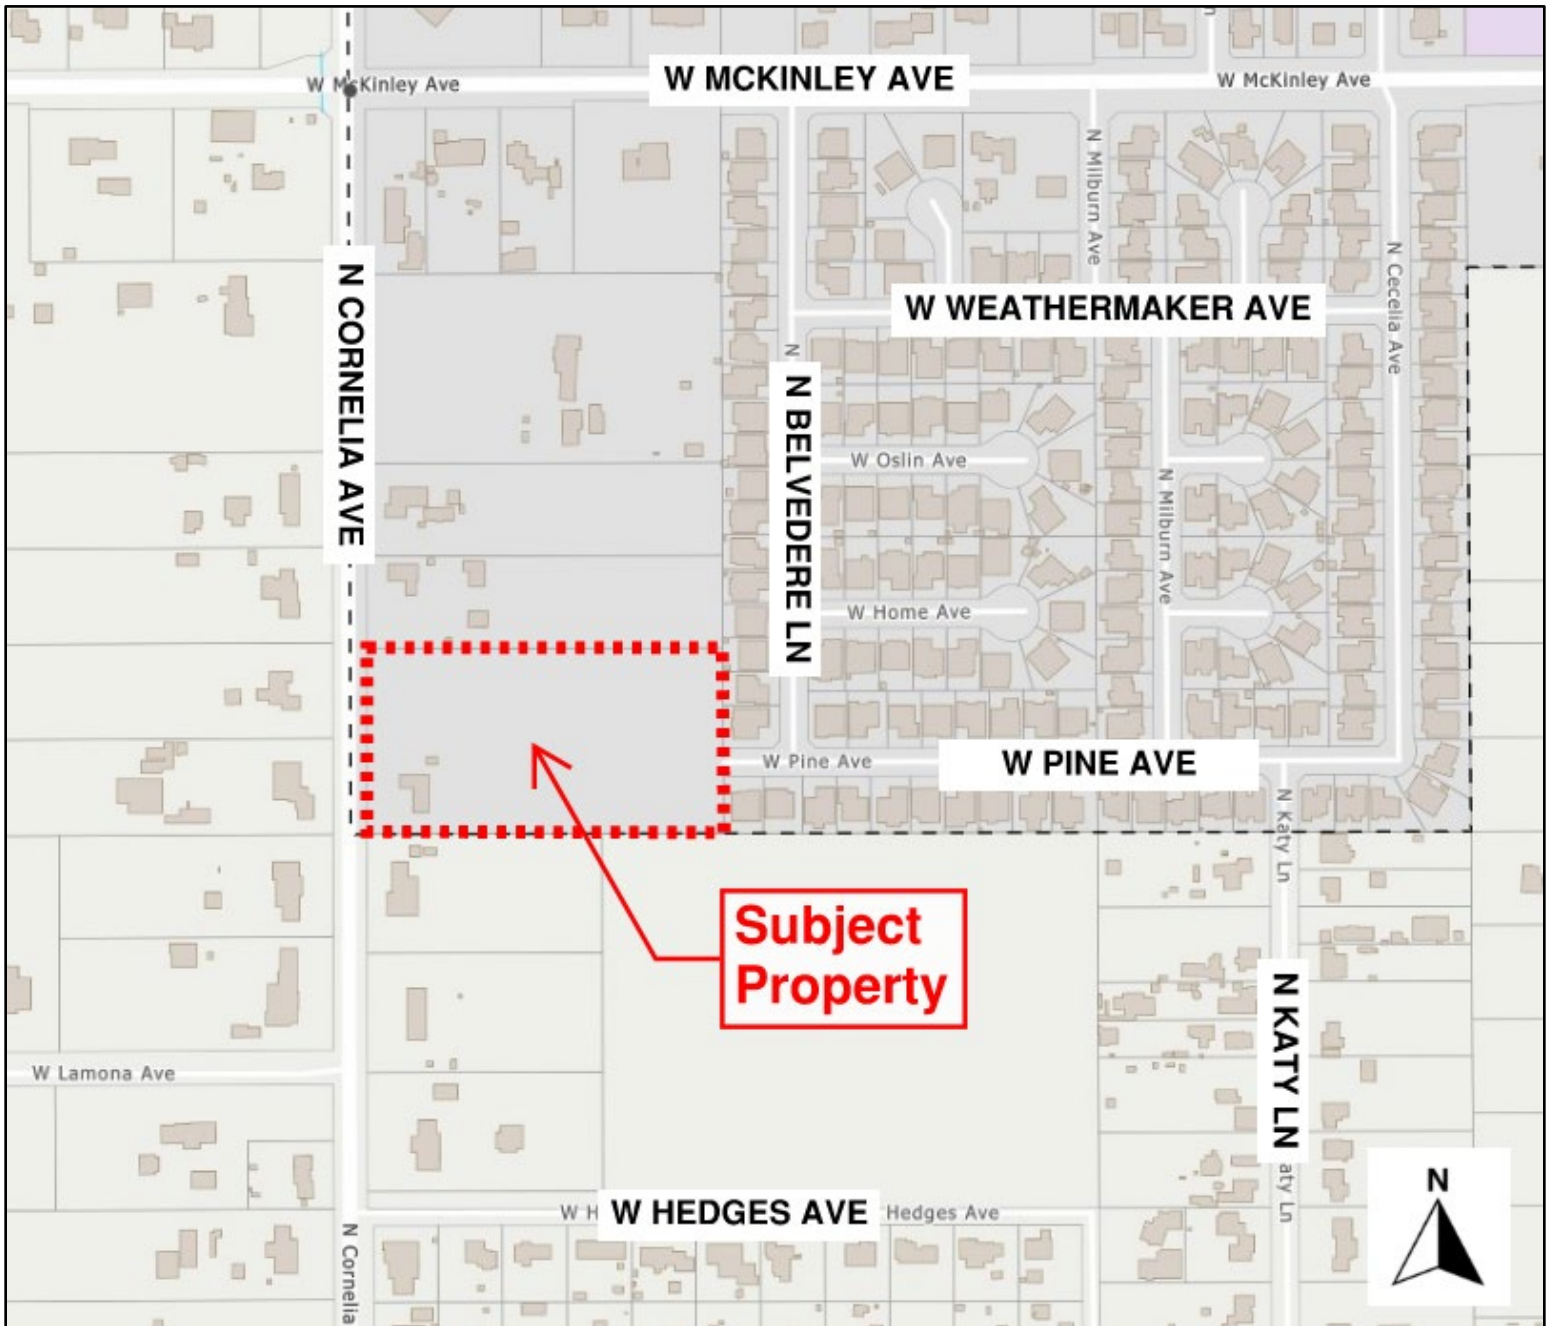 W McKinley Ave
W MCKINLEY AVE
W McKinley Ave
N Milburn Ave
N CORNELIA AVE
N Cecelia Ave
W WEATHERMAKER AVE
N
N BELVEDERE LN
W Oslin Ave
N Milburn Ave
W Home Ave
W Pine Ave
W PINE AVE
N Katy Ln
Subject
Property
N KATY LN
W Lamona Ave
aty Ln
N
W H
W HEDGES AVE
Hedges Ave
N Cornelia